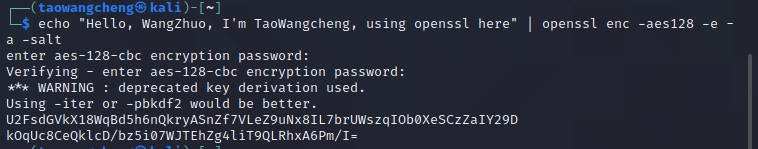 ┌──(taowangcheng㉿kali)-[~]
└─$ echo "Hello, WangZhuo, I'm TaoWangcheng, using openssl here" | openssl enc -aes128 -e -
a -salt
enter aes-128-cbc encryption password:
Verifying - enter aes-128-cbc encryption password:
*** WARNING : deprecated key derivation used.
Using -iter or -pbkdf2 would be better.
U2FsdGVkX18WqBd5h6nQkryASnZf7VLeZ9uNx8IL7brUWszqIOb0XeSCzZaIY29D
kOqUc8CeQklcD/bz5i07WJTEhZg4liT9QLRhxA6Pm/I=